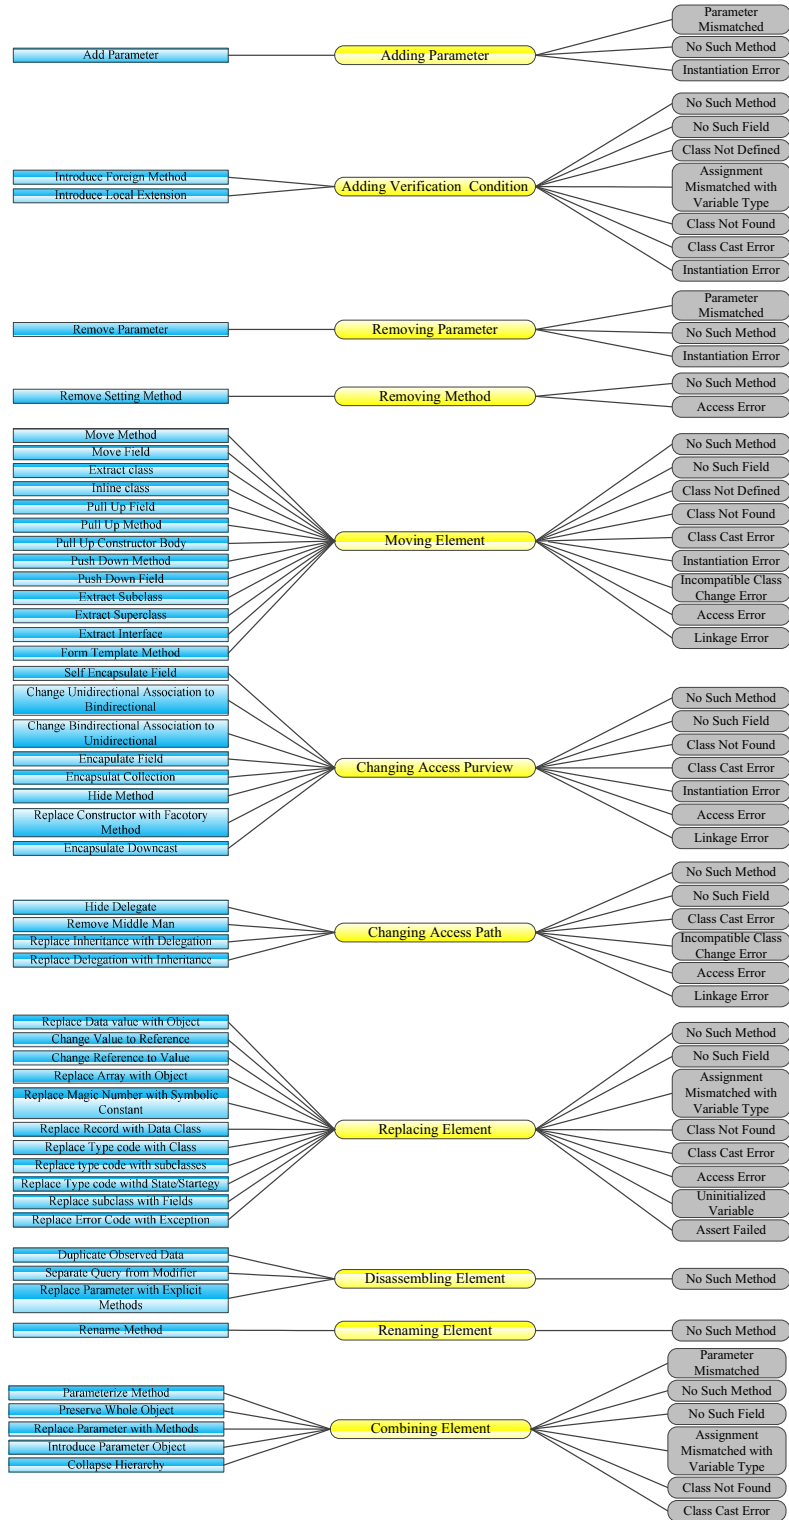 Add Parameter
Adding Parameter
Parameter
Mismatched
No Such Method
Instantiation Error
Introduce Foreign Method
Introduce Local Extension
Adding Verification Condition
No Such Method
No Such Field
Class Not Defined
Assignment
Mismatched with
Variable Type
Class Not Found
Class Cast Error
Instantiation Error
Remove Parameter
Removing Parameter
Parameter
Mismatched
No Such Method
Instantiation Error
Remove Setting Method
Removing Method
No Such Method
Access Error
Move Method
Move Field
Extract class
Inline class
Pull Up Field
Pull Up Method
Pull Up Constructor Body
Push Down Method
Push Down Field
Extract Subclass
Extract Superclass
Extract Interface
Form Template Method
Moving Element
No Such Method
No Such Field
Class Not Defined
Class Not Found
Class Cast Error
Instantiation Error
Incompatible Class
Change Error
Access Error
Linkage Error
Self Encapsulate Field
Change Unidirectional Association to
Bindirectional
Change Bindirectional Association to
Unidirectional
Encapulate Field
Encapsulat Collection
Hide Method
Replace Constructor with Facotory
Method
Encapsulate Downcast
Changing Access Purview
No Such Method
No Such Field
Class Not Found
Class Cast Error
Instantiation Error
Access Error
Linkage Error
Hide Delegate
Remove Middle Man
Replace Inheritance with Delegation
Replace Delegation with Inheritance
Changing Access Path
No Such Method
No Such Field
Class Cast Error
Incompatible Class
Change Error
Access Error
Linkage Error
Replace Data value with Object
Change Value to Reference
Change Reference to Value
Replace Array with Object
Replace Magic Number with Symbolic
Constant
Replace Record with Data Class
Replace Type code with Class
Replace type code with subclasses
Replace Type code withd State/Startegy
Replace subclass with Fields
Replace Error Code with Exception
Replacing Element
No Such Method
No Such Field
Assignment
Mismatched with
Variable Type
Class Not Found
Class Cast Error
Access Error
Uninitialized
Variable
Assert Failed
Duplicate Observed Data
Separate Query from Modifier
Replace Parameter with Explicit
Methods
Disassembling Element
No Such Method
Rename Method
Renaming Element
No Such Method
Parameterize Method
Preserve Whole Object
Replace Parameter with Methods
Introduce Parameter Object
Collapse Hierarchy
Combining Element
Parameter
Mismatched
No Such Method
No Such Field
Assignment
Mismatched with
Variable Type
Class Not Found
Class Cast Error